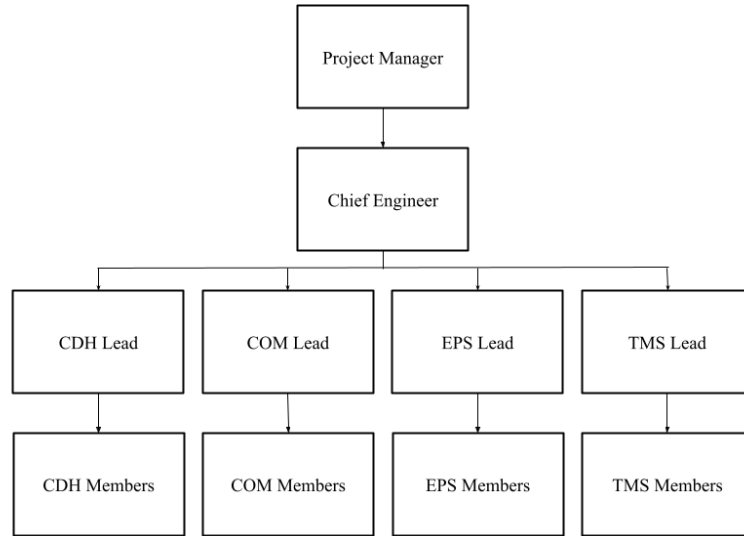 Project Manager
Chief Engineer
CDH Lead
COM Lead
EPS Lead
TMS Lead
CDH Members
COM Members
EPS Members
TMS Members